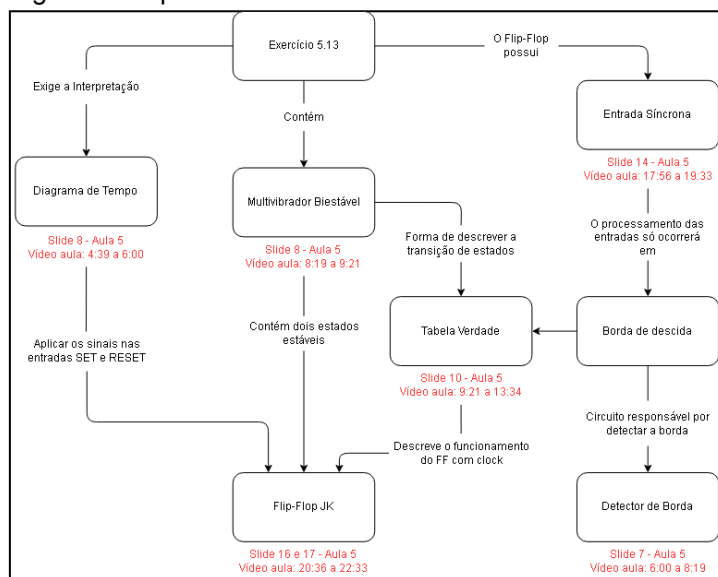 Exercício 5.13
O Flip-Flop
possui
Exige a Interpretação
Contém
Entrada Síncrona
Slide 14 - Aula 5
Vídeo aula: 17:56 a 19:33
Diagrama de Tempo
Slide 8 - Aula 5
Vídeo aula: 4:39 a 6:00
Multivibrador Biestável
Slide 8 - Aula 5
Vídeo aula: 8:19 a 9:21
Forma de descrever a
transição de estados
O processamento das
entradas só ocorrerá
em
Aplicar os sinais nas
entradas SET e RESET
Contém dois estados
estáveis
Tabela Verdade
Slide 10 - Aula 5
Vídeo aula: 9:21 a 13:34
Borda de descida
Descreve o funcionamento
do FF com clock
Circuito responsável por
detectar a borda
Flip-Flop JK
Slide 16 e 17 - Aula 5
Vídeo aula: 20:36 a 22:33
Detector de Borda
Slide 7 - Aula 5
Vídeo aula: 6:00 a 8:19